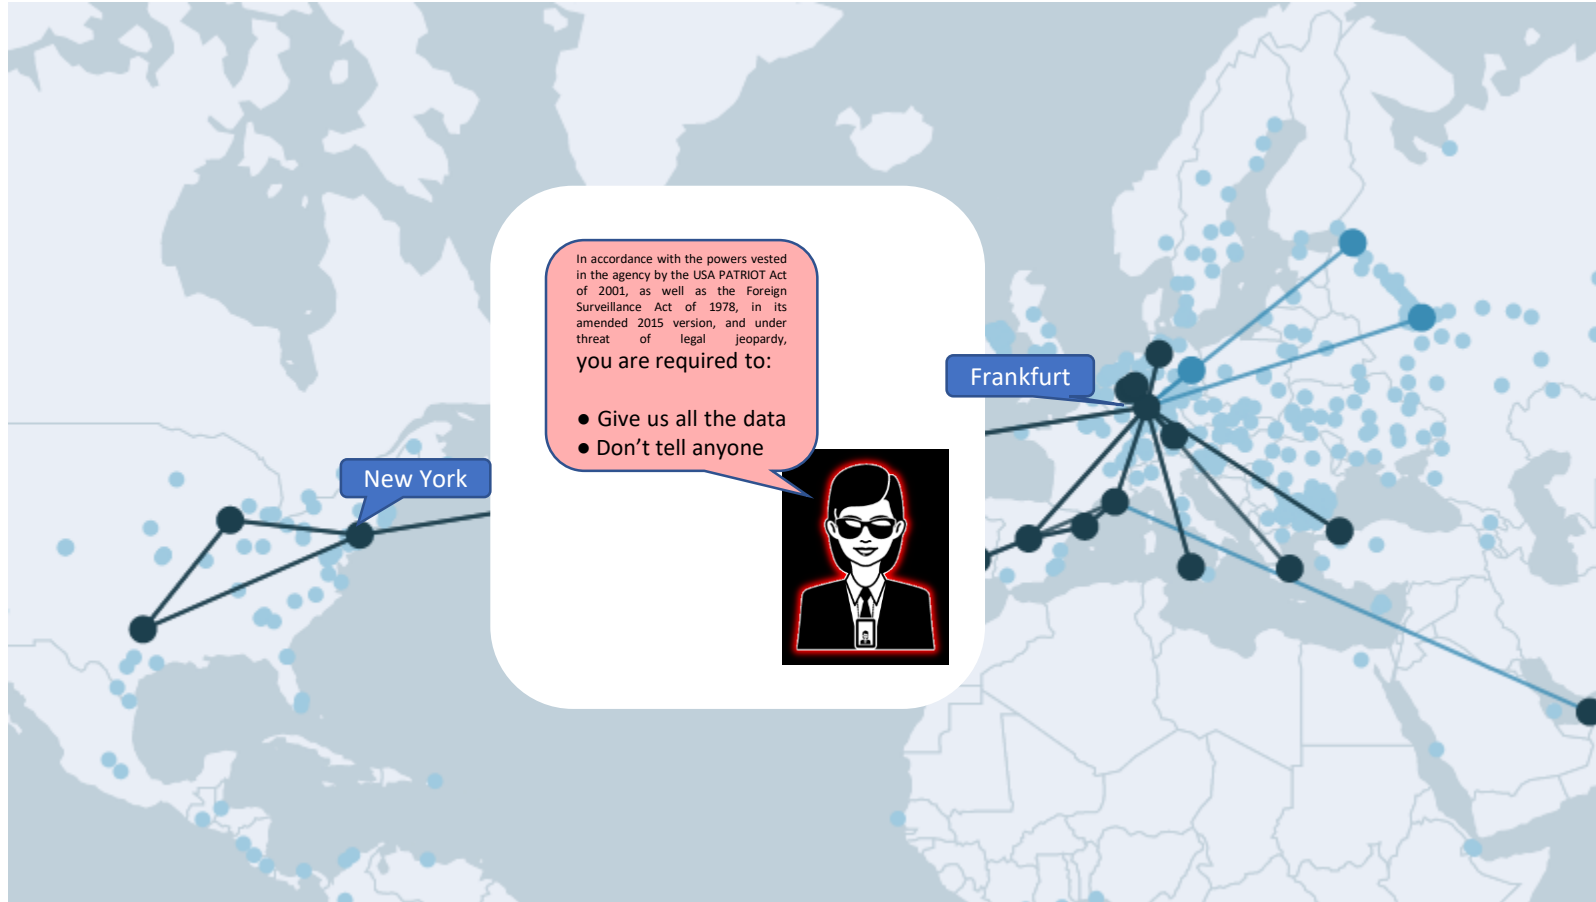 In accordance with the powers vested
in the agency by the USA PATRIOT Act
of 2001, as well as the Foreign
Surveillance Act of 1978, in its
amended 2015 version, and under
threat of legal jeopardy,
you are required to:
● Give us all the data
● Don’t tell anyone
Frankfurt
New York